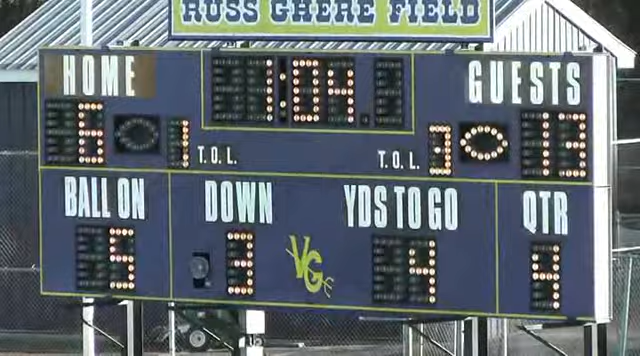 RUSS GHERE FIELD
HOME 1:04 GUESTS
6 3 T.O.L. T.O.L. 3 13
BALL ON DOWN YDS TO GO QTR
5 3 VG 4 4